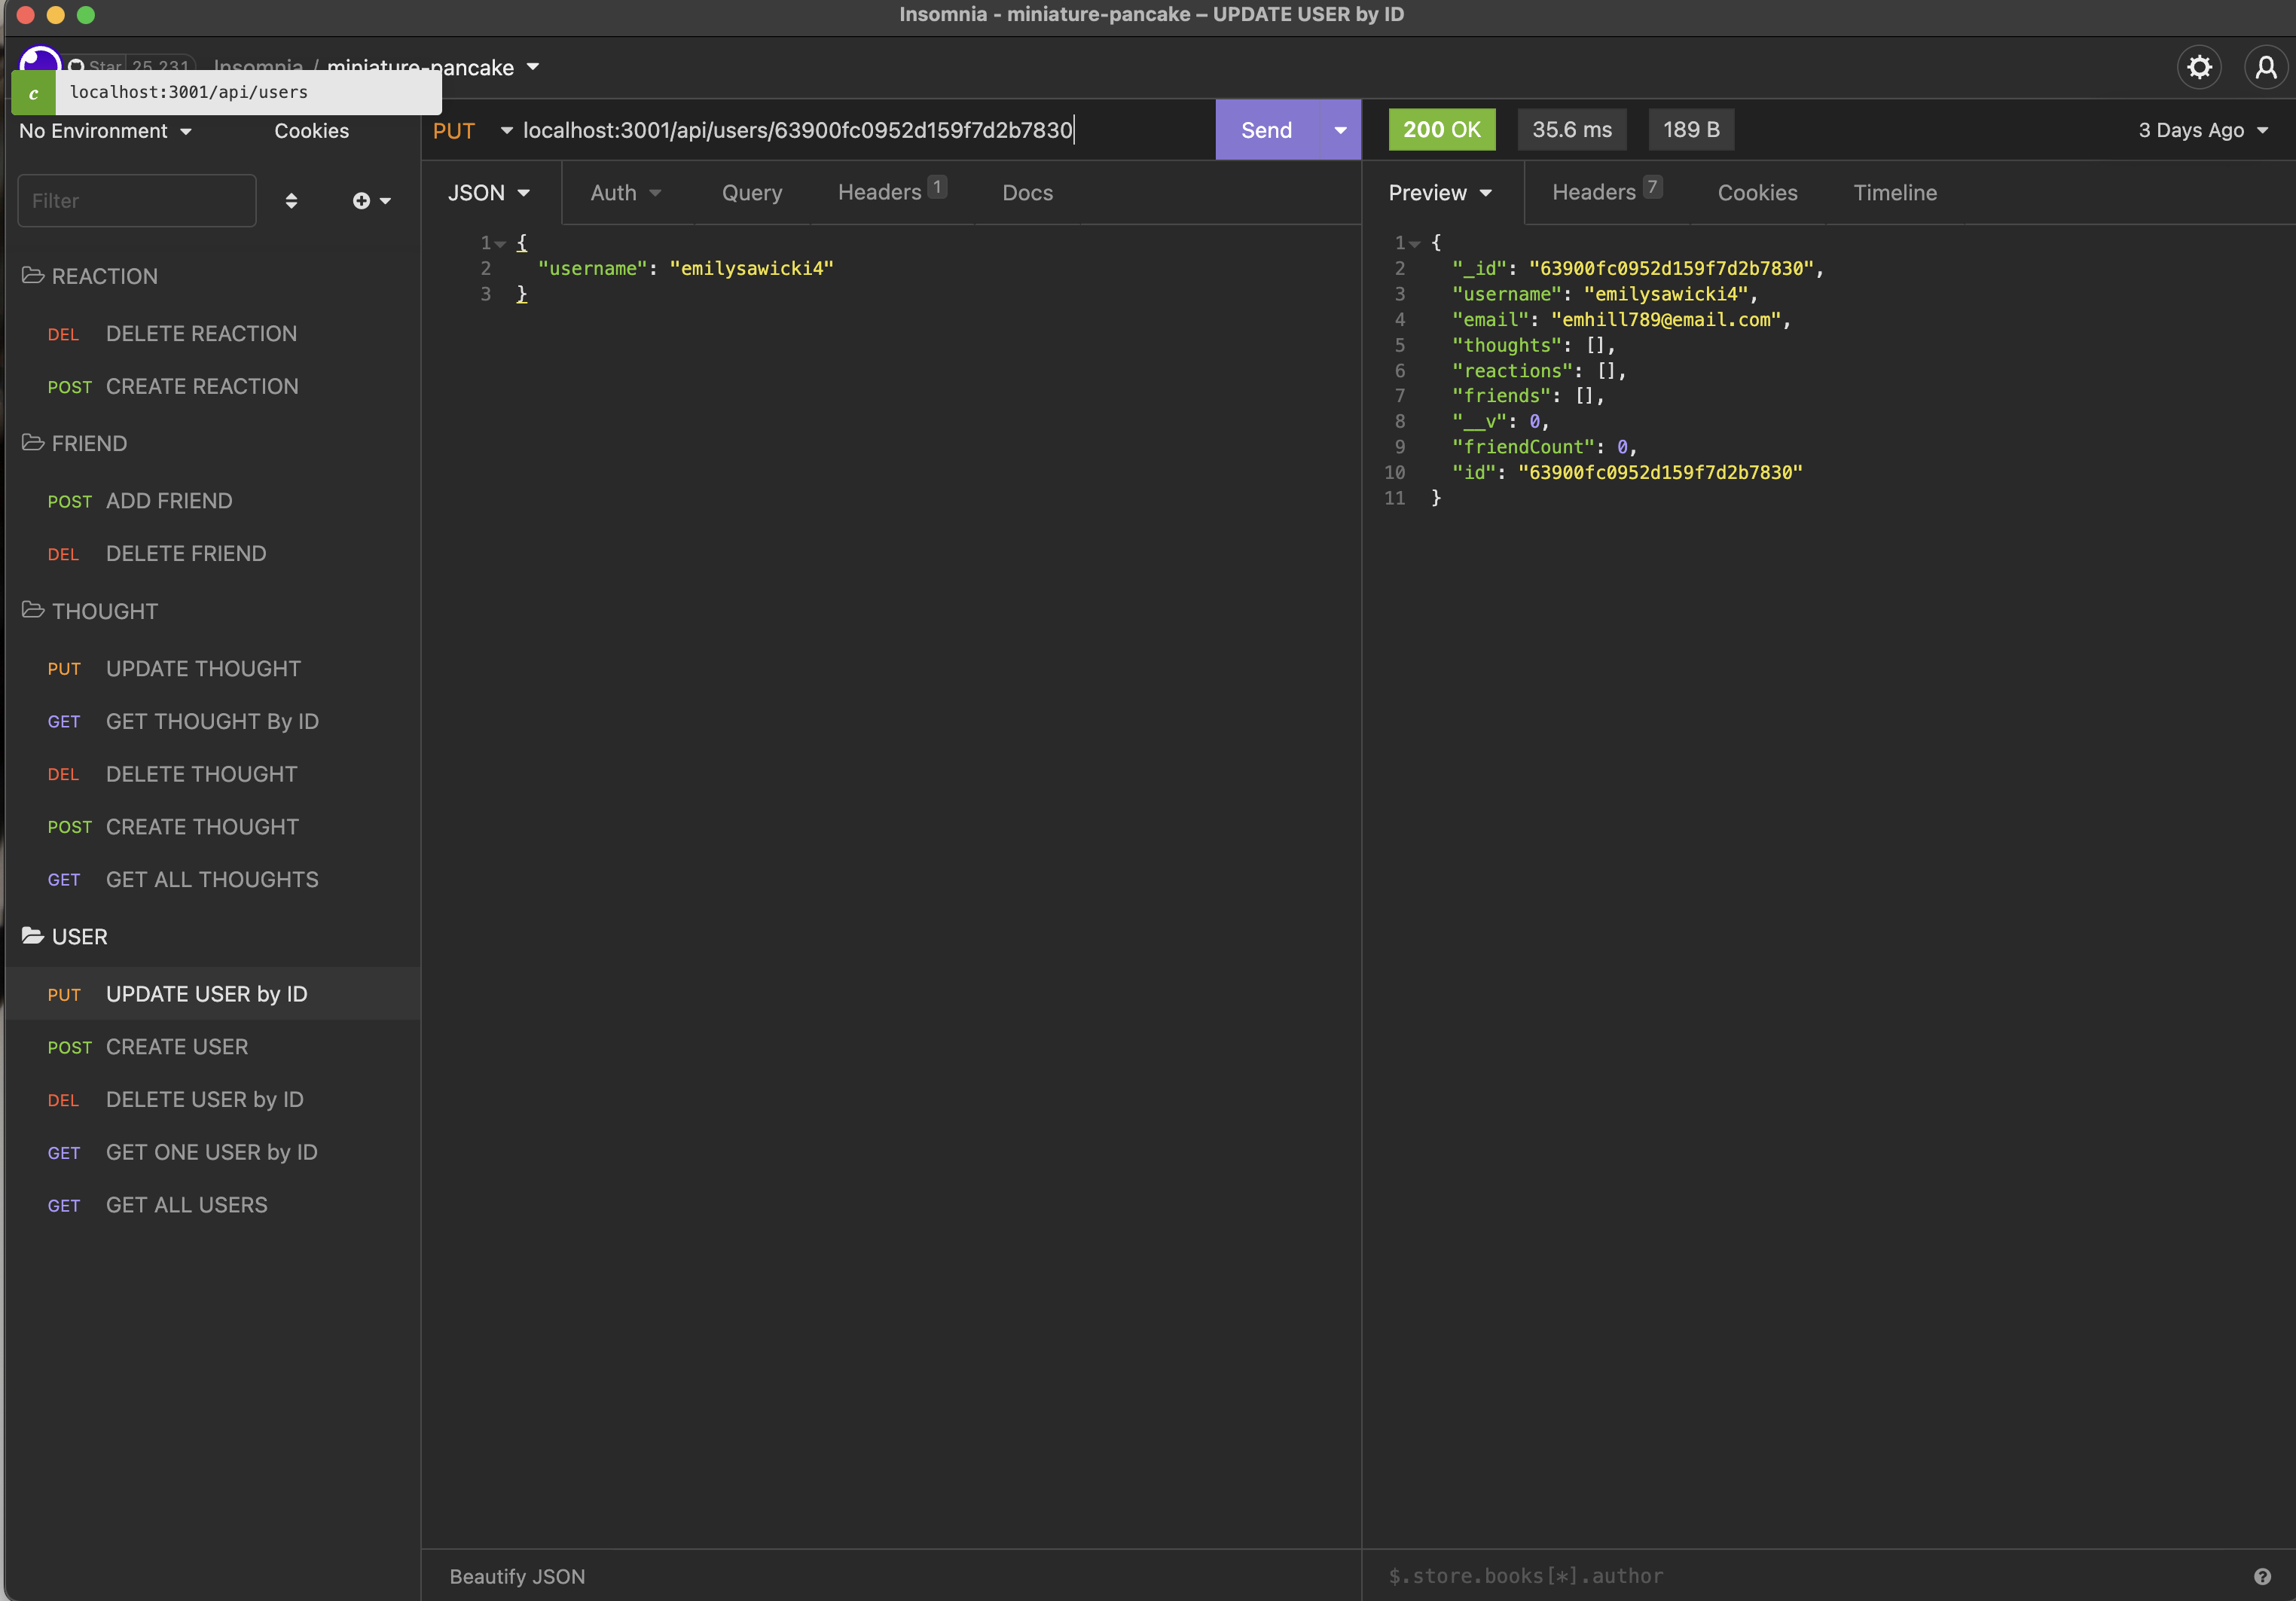 Insomnia - miniature-pancake – UPDATE USER by ID
Star 25,231 Insomnia / miniature-pancake
c localhost:3001/api/users
No Environment Cookies
PUT localhost:3001/api/users/63900fc0952d159f7d2b7830 Send
200 OK 35.6 ms 189 B 3 Days Ago
Filter
JSON Auth Query Headers 1 Docs
Preview Headers 7 Cookies Timeline
REACTION
DEL DELETE REACTION
POST CREATE REACTION
FRIEND
POST ADD FRIEND
DEL DELETE FRIEND
THOUGHT
PUT UPDATE THOUGHT
GET GET THOUGHT By ID
DEL DELETE THOUGHT
POST CREATE THOUGHT
GET GET ALL THOUGHTS
USER
PUT UPDATE USER by ID
POST CREATE USER
DEL DELETE USER by ID
GET GET ONE USER by ID
GET GET ALL USERS
1 {
2 "username": "emilysawicki4"
3 }
Beautify JSON
1 {
2 "_id": "63900fc0952d159f7d2b7830",
3 "username": "emilysawicki4",
4 "email": "emhill789@email.com",
5 "thoughts": [],
6 "reactions": [],
7 "friends": [],
8 "__v": 0,
9 "friendCount": 0,
10 "id": "63900fc0952d159f7d2b7830"
11 }
$.store.books[*].author